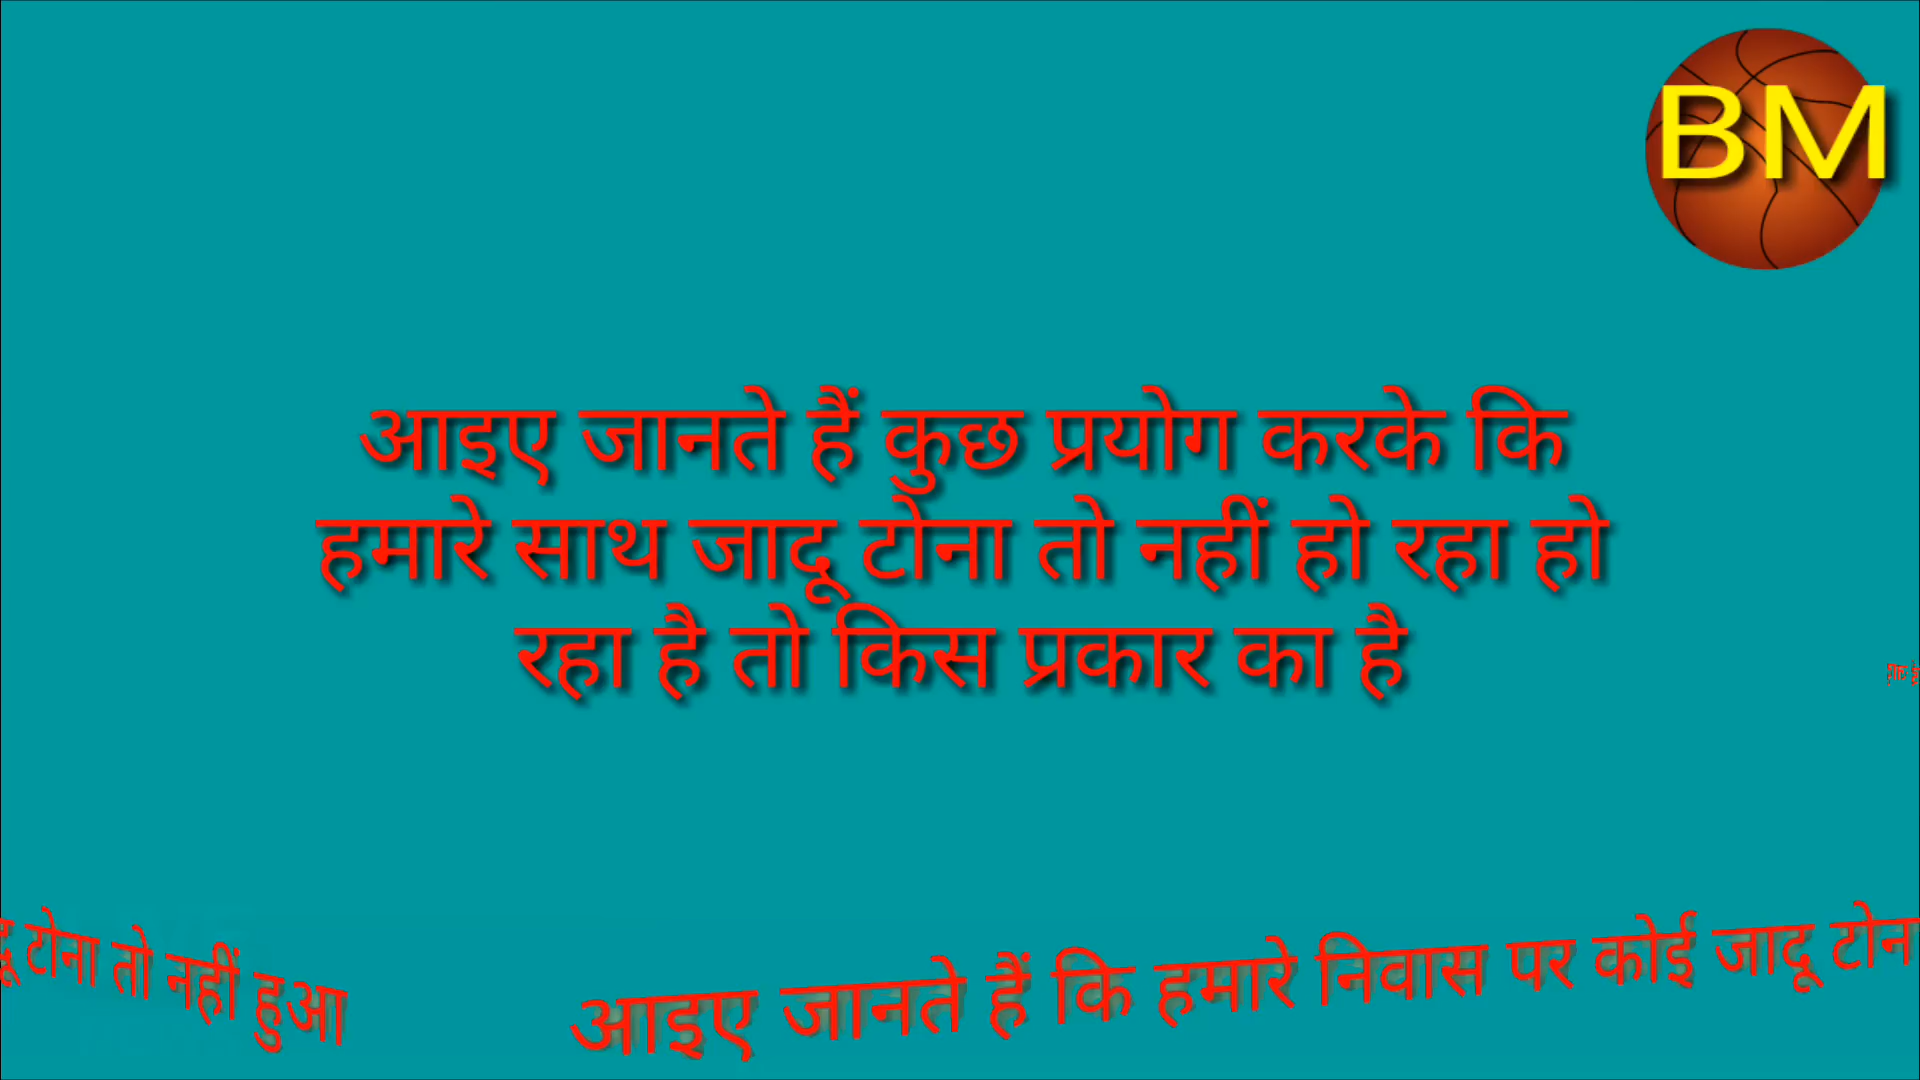 BM
आइए जानते हैं कुछ प्रयोग करके कि
हमारे साथ जादू टोना तो नहीं हो रहा हो
रहा है तो किस प्रकार का है
टोना तो नहीं हुआ
आइए जानते हैं कि हमारे निवास पर कोई जादू टोना